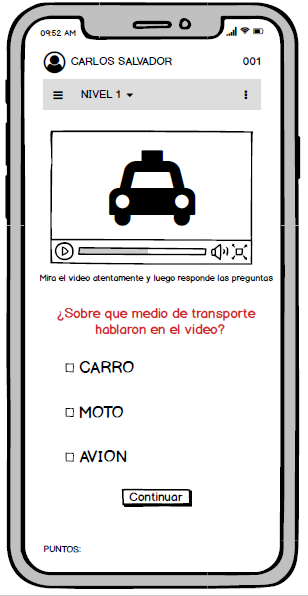 09:52 AM
CARLOS SALVADOR 001
NIVEL 1
Mira el video atentamente y luego responde las preguntas
¿Sobre que medio de transporte
hablaron en el video?
CARRO
MOTO
AVION
Continuar
PUNTOS: